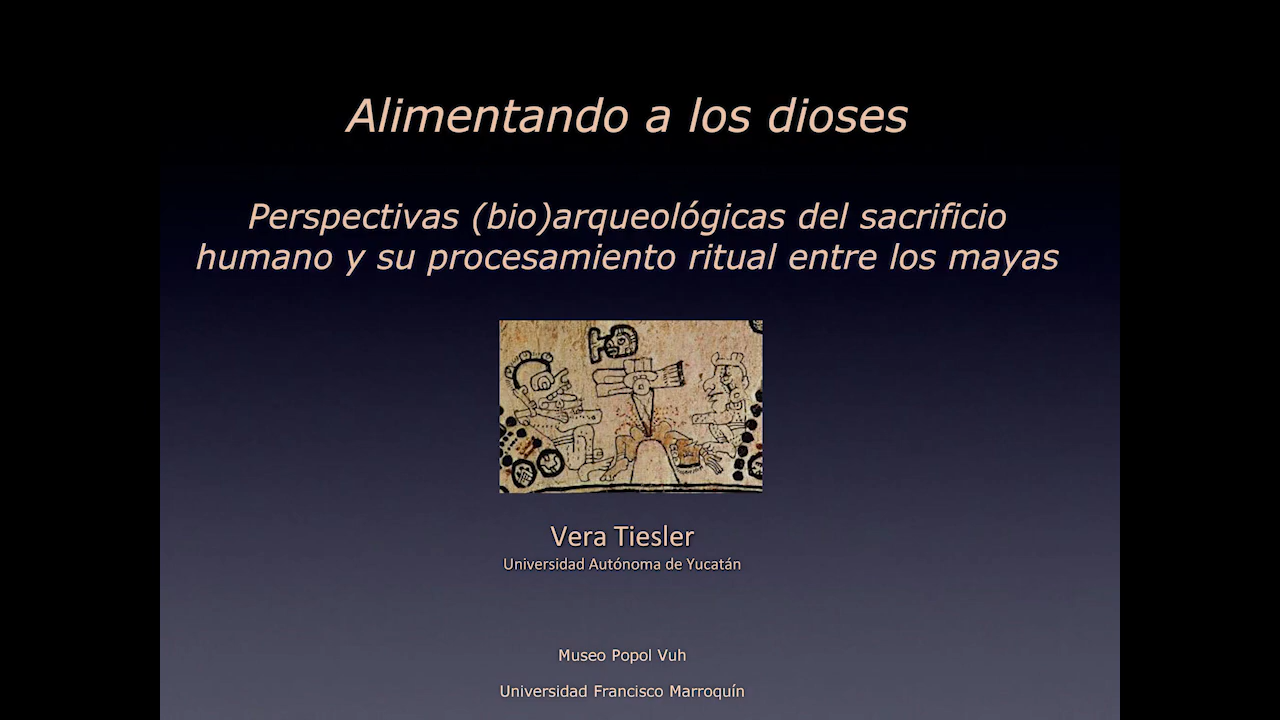 Alimentando a los dioses
Perspectivas (bio)arqueológicas del sacrificio
humano y su procesamiento ritual entre los mayas
Vera Tiesler
Universidad Autónoma de Yucatán
Museo Popol Vuh
Universidad Francisco Marroquín